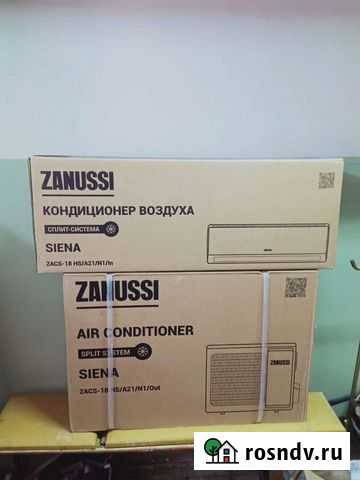 ZANUSSI
КОНДИЦИОНЕР ВОЗДУХА
СПЛИТ-СИСТЕМА
SIENA
ZACS-18 HS/A21/N1/In
ZANUSSI
AIR CONDITIONER
SPLIT SYSTEM
SIENA
ZACS-18 HS/A21/N1/Out
ZANUSSI
rosndv.ru